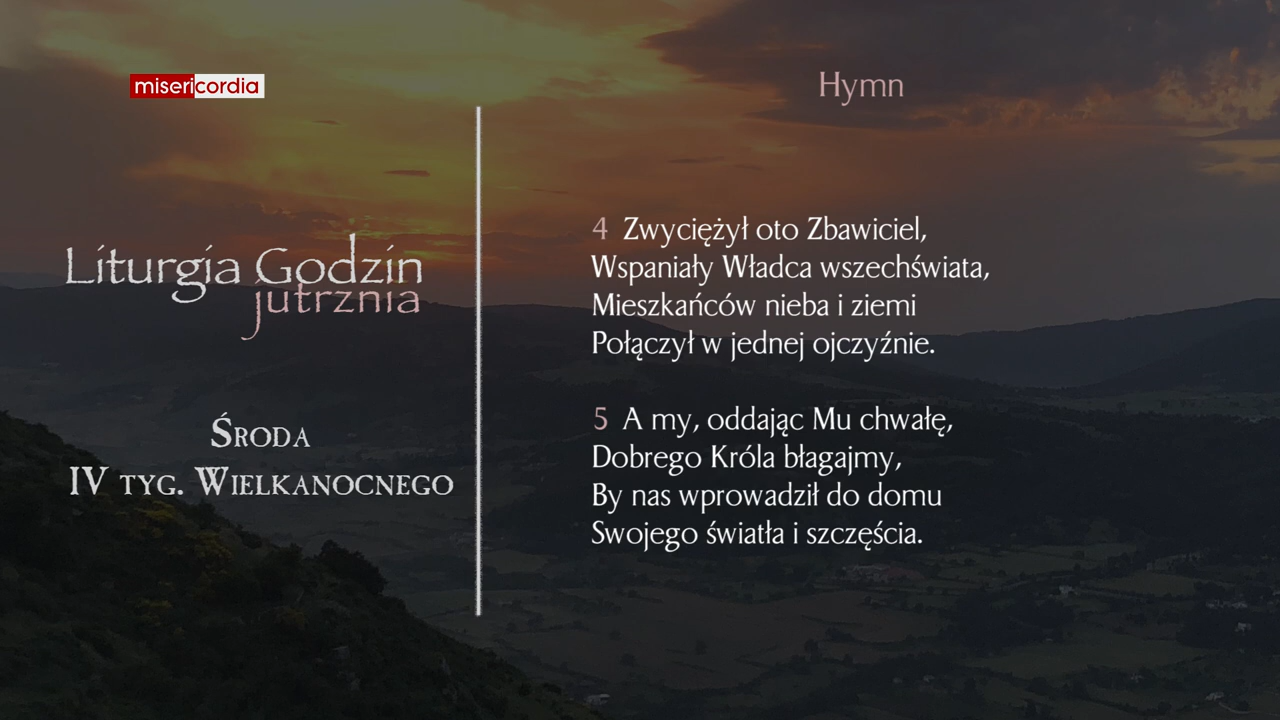 misericordia
Liturgia Godzin
jutrznia
Środa
IV tyg. Wielkanocnego
Hymn
4 Zwyciężył oto Zbawiciel,
Wspaniały Władca wszechświata,
Mieszkańców nieba i ziemi
Połączył w jednej ojczyźnie.
5 A my, oddając Mu chwałę,
Dobrego Króla błagajmy,
By nas wprowadził do domu
Swojego światła i szczęścia.